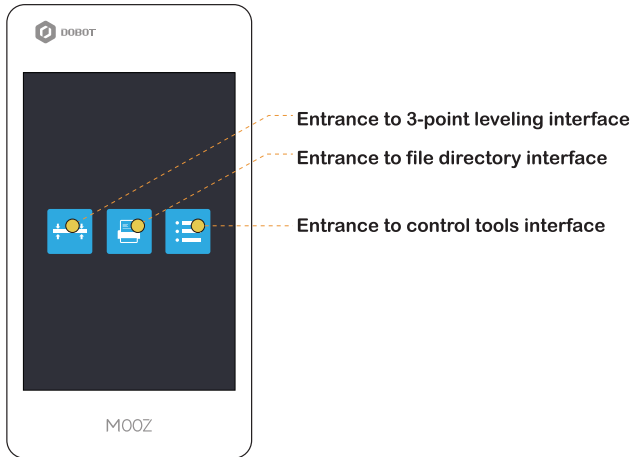 DOBOT
Entrance to 3-point leveling interface
Entrance to file directory interface
Entrance to control tools interface
MOOZ